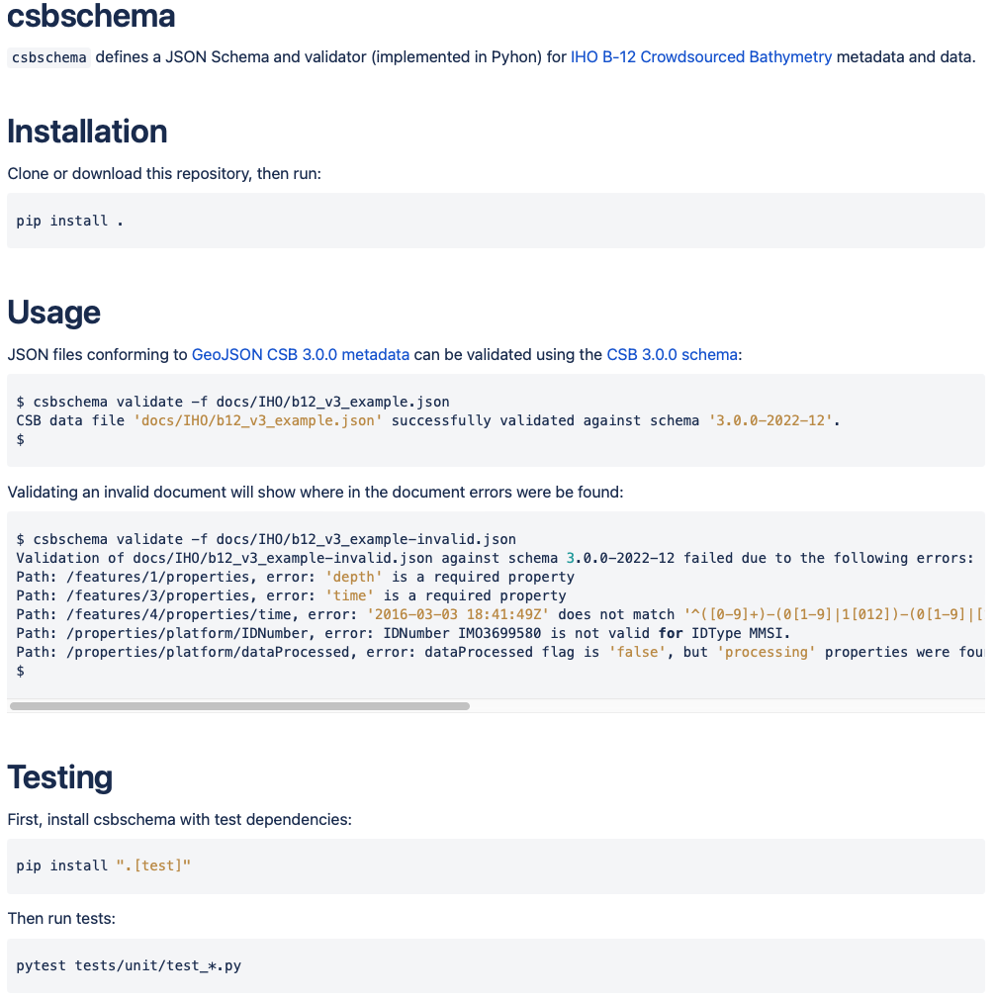 csbschema
csbschema defines a JSON Schema and validator (implemented in Pyhon) for IHO B-12 Crowdsourced Bathymetry metadata and data.
Installation
Clone or download this repository, then run:
pip install .
Usage
JSON files conforming to GeoJSON CSB 3.0.0 metadata can be validated using the CSB 3.0.0 schema:
$ csbschema validate -f docs/IHO/b12_v3_example.json
CSB data file 'docs/IHO/b12_v3_example.json' successfully validated against schema '3.0.0-2022-12'.
$
Validating an invalid document will show where in the document errors were be found:
$ csbschema validate -f docs/IHO/b12_v3_example-invalid.json
Validation of docs/IHO/b12_v3_example-invalid.json against schema 3.0.0-2022-12 failed due to the following errors:
Path: /features/1/properties, error: 'depth' is a required property
Path: /features/3/properties, error: 'time' is a required property
Path: /features/4/properties/time, error: '2016-03-03 18:41:49Z' does not match '^([0-9]+)-(0[1-9]|1[012])-(0[1-9]|[
Path: /properties/platform/IDNumber, error: IDNumber IMO3699580 is not valid for IDType MMSI.
Path: /properties/platform/dataProcessed, error: dataProcessed flag is 'false', but 'processing' properties were fou
$
Testing
First, install csbschema with test dependencies:
pip install ".[test]"
Then run tests:
pytest tests/unit/test_*.py